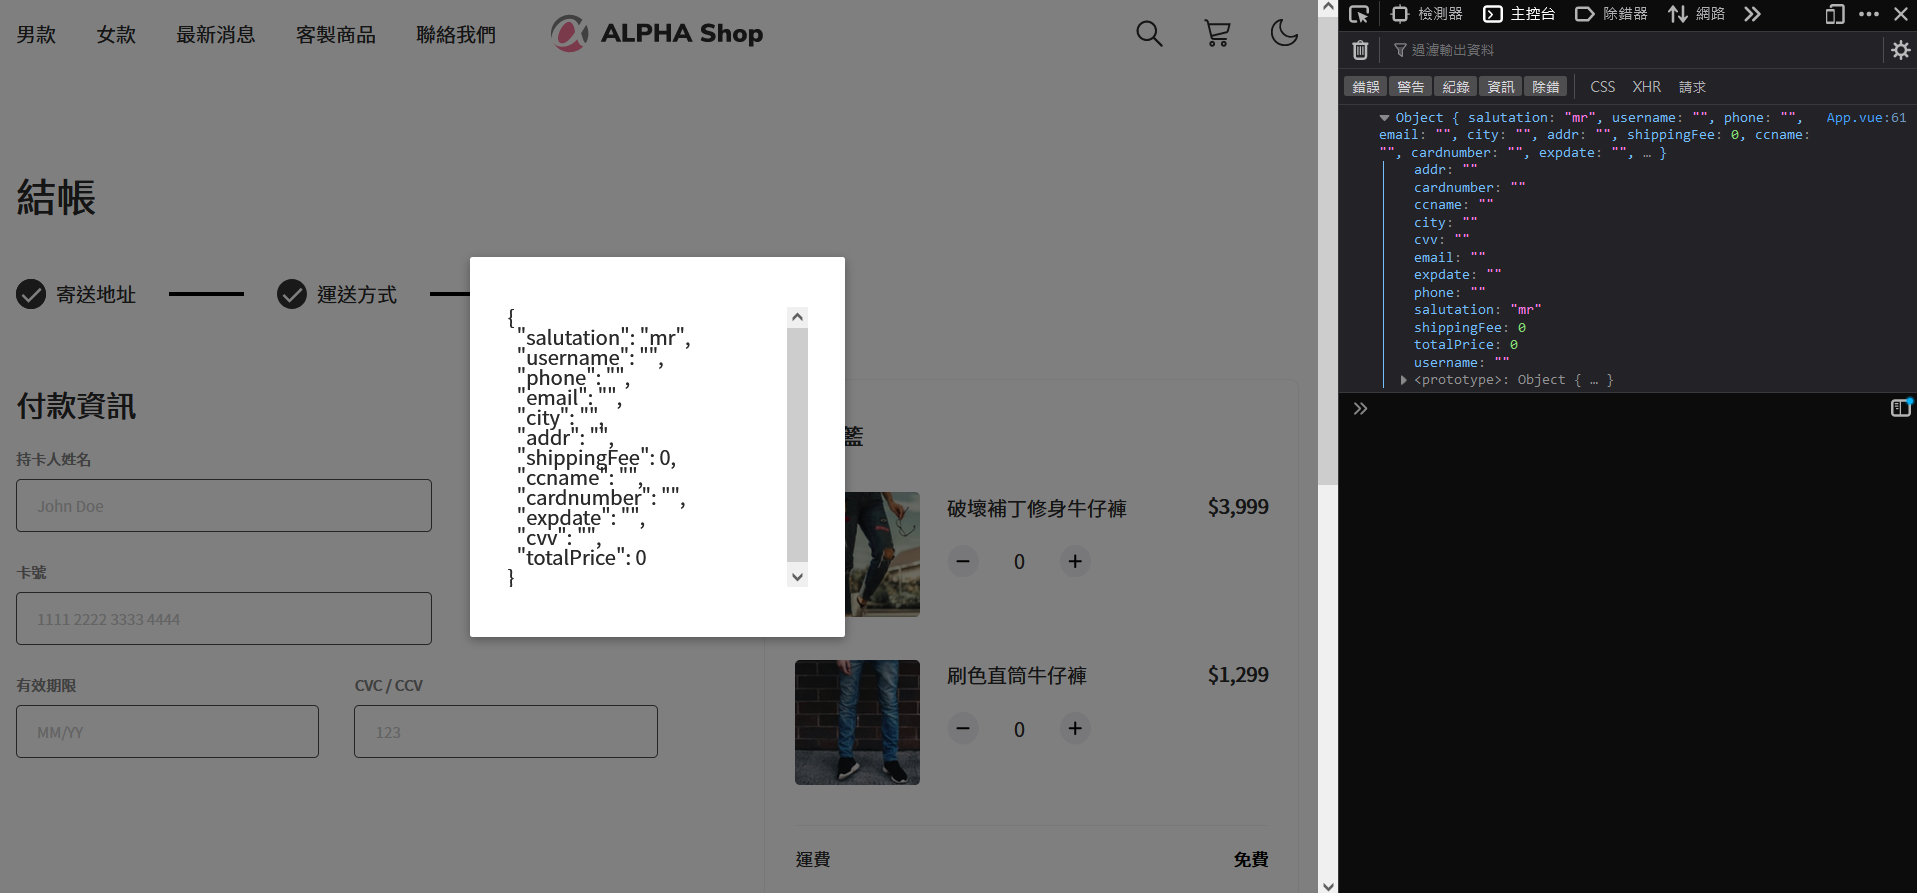 男款 女款 最新消息 客製商品 聯絡我們 ALPHA Shop
結帳
寄送地址 運送方式
付款資訊
持卡人姓名
John Doe
卡號
1111 2222 3333 4444
有效期限 CVC / CCV
MM/YY 123
{
"salutation": "mr",
"username": "",
"phone": "",
"email": "",
"city": "",
"addr": "",
"shippingFee": 0,
"ccname": "",
"cardnumber": "",
"expdate": "",
"cvv": "",
"totalPrice": 0
}
籃
破壞補丁修身牛仔褲 $3,999
0
刷色直筒牛仔褲 $1,299
0
運費 免費
檢測器 主控台 除錯器 網路
過濾輸出資料
錯誤 警告 紀錄 資訊 除錯 CSS XHR 請求
Object { salutation: "mr", username: "", phone: "", App.vue:61
email: "", city: "", addr: "", shippingFee: 0, ccname:
"", cardnumber: "", expdate: "", … }
addr: ""
cardnumber: ""
ccname: ""
city: ""
cvv: ""
email: ""
expdate: ""
phone: ""
salutation: "mr"
shippingFee: 0
totalPrice: 0
username: ""
<prototype>: Object { … }